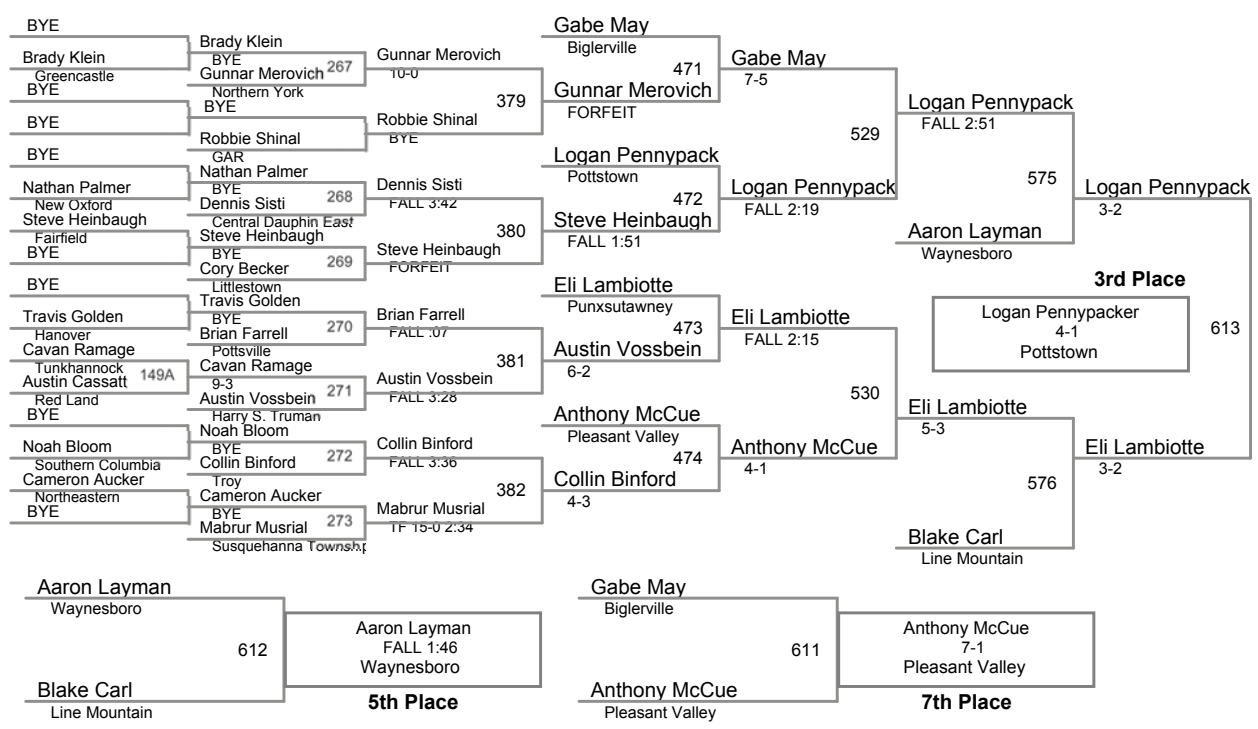 BYE
Brady Klein
Greencastle
BYE
BYE
BYE
Nathan Palmer
New Oxford
Steve Heinbaugh
Fairfield
BYE
BYE
Travis Golden
Hanover
Cavan Ramage
Tunkhannock
149A
Austin Cassatt
Red Land
BYE
Noah Bloom
Southern Columbia
Cameron Aucker
Northeastern
BYE
Brady Klein
BYE
Gunnar Merovich 267
Northern York
BYE
Robbie Shinal
GAR
Nathan Palmer
BYE
Dennis Sisti 268
Central Dauphin East
Steve Heinbaugh
BYE
Cory Becker 269
Littlestown
Travis Golden
BYE
Brian Farrell 270
Pottsville
Cavan Ramage
9-3
Austin Vossbein 271
Harry S. Truman
Noah Bloom
BYE
Collin Binford 272
Troy
Cameron Aucker
BYE
Mabrur Musrial 273
Susquehanna Townshp
Gunnar Merovich
10-0
379
Robbie Shinal
BYE
Dennis Sisti
FALL 3:42
380
Steve Heinbaugh
FORFEIT
Brian Farrell
FALL :07
381
Austin Vossbein
FALL 3:28
Collin Binford
FALL 3:36
382
Mabrur Musrial
TF 15-0 2:34
Gabe May
Biglerville
471
Gunnar Merovich
FORFEIT
Logan Pennypack
Pottstown
472
Steve Heinbaugh
FALL 1:51
Eli Lambiotte
Punxsutawney
473
Austin Vossbein
6-2
Anthony McCue
Pleasant Valley
474
Collin Binford
4-3
Gabe May
7-5
529
Logan Pennypack
FALL 2:19
Eli Lambiotte
FALL 2:15
530
Anthony McCue
4-1
Logan Pennypack
FALL 2:51
575
Aaron Layman
Waynesboro
Eli Lambiotte
5-3
576
Blake Carl
Line Mountain
Logan Pennypack
3-2
613
Eli Lambiotte
3-2
3rd Place
Logan Pennypacker
4-1
Pottstown
Aaron Layman
Waynesboro
612
Blake Carl
Line Mountain
Aaron Layman
FALL 1:46
Waynesboro
5th Place
Gabe May
Biglerville
611
Anthony McCue
Pleasant Valley
Anthony McCue
7-1
Pleasant Valley
7th Place